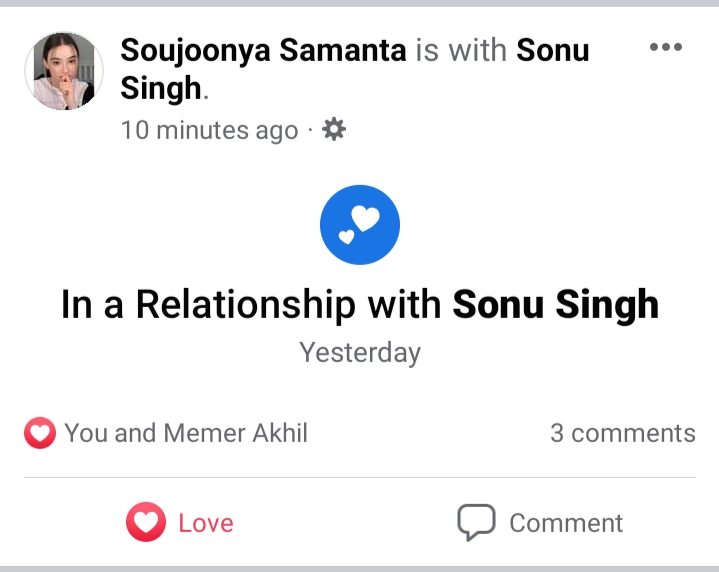 Soujoonya Samanta is with Sonu
Singh.
10 minutes ago ·
In a Relationship with Sonu Singh
Yesterday
You and Memer Akhil
3 comments
Love
Comment